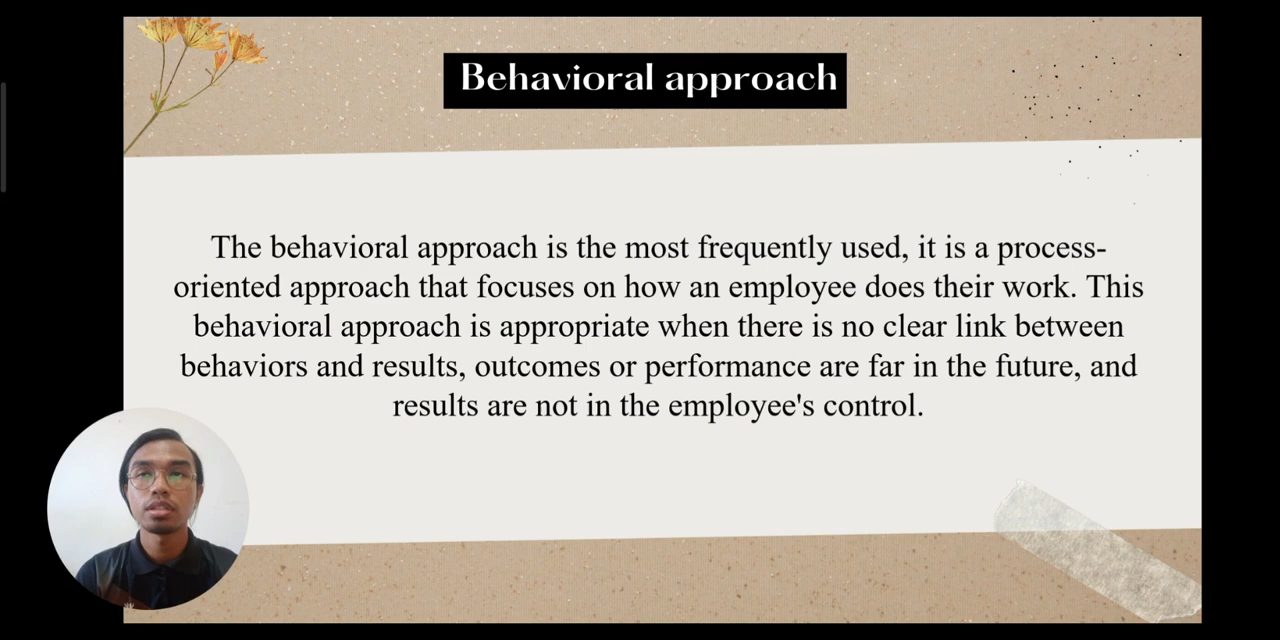 Behavioral approach
The behavioral approach is the most frequently used, it is a process-
oriented approach that focuses on how an employee does their work. This
behavioral approach is appropriate when there is no clear link between
behaviors and results, outcomes or performance are far in the future, and
results are not in the employee's control.